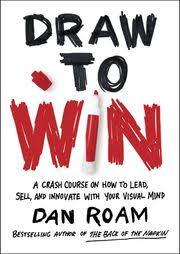 DRAW
TO
WIN
A CRASH COURSE ON HOW TO LEAD,
SELL, AND INNOVATE WITH YOUR VISUAL MIND
DAN ROAM
BESTSELLING AUTHOR OF THE BACK OF THE NAPKIN